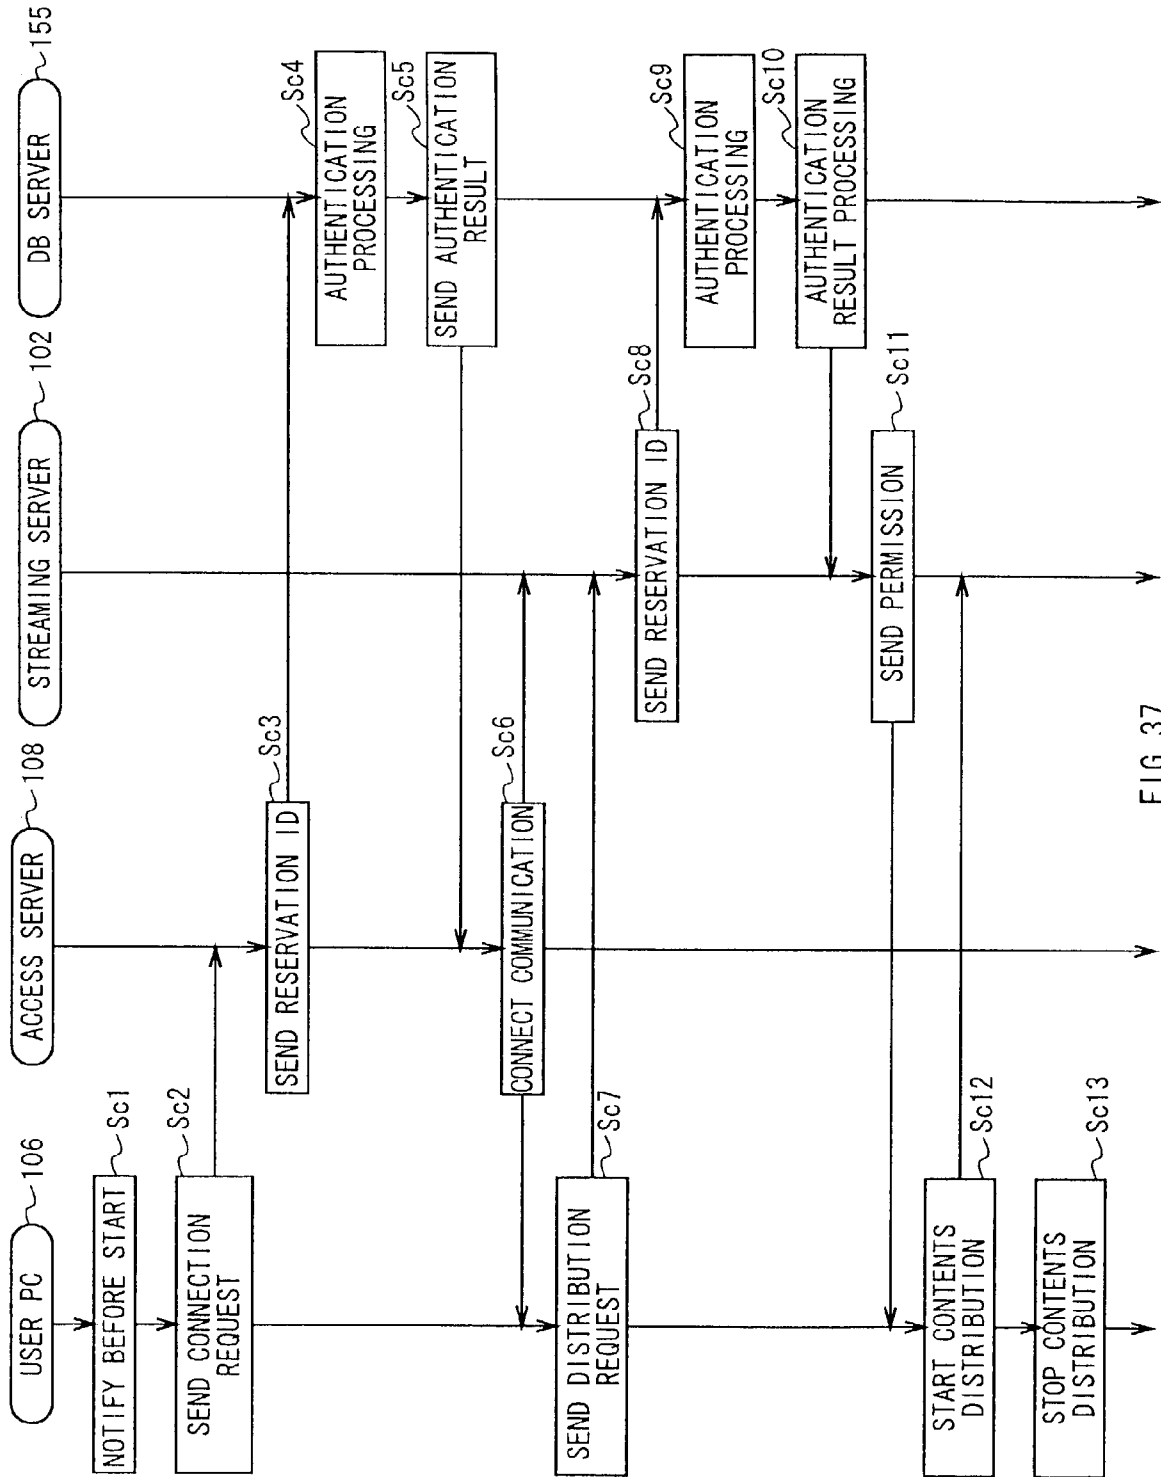 USER PC
106
ACCESS SERVER
108
STREAMING SERVER
102
DB SERVER
155
NOTIFY BEFORE START
Sc1
SEND CONNECTION
REQUEST
Sc2
SEND RESERVATION ID
Sc3
AUTHENTICATION
PROCESSING
Sc4
SEND AUTHENTICATION
RESULT
Sc5
CONNECT COMMUNICATION
Sc6
SEND DISTRIBUTION
REQUEST
Sc7
SEND RESERVATION ID
Sc8
AUTHENTICATION
PROCESSING
Sc9
AUTHENTICATION
RESULT PROCESSING
Sc10
SEND PERMISSION
Sc11
START CONTENTS
DISTRIBUTION
Sc12
STOP CONTENTS
DISTRIBUTION
Sc13
FIG. 37